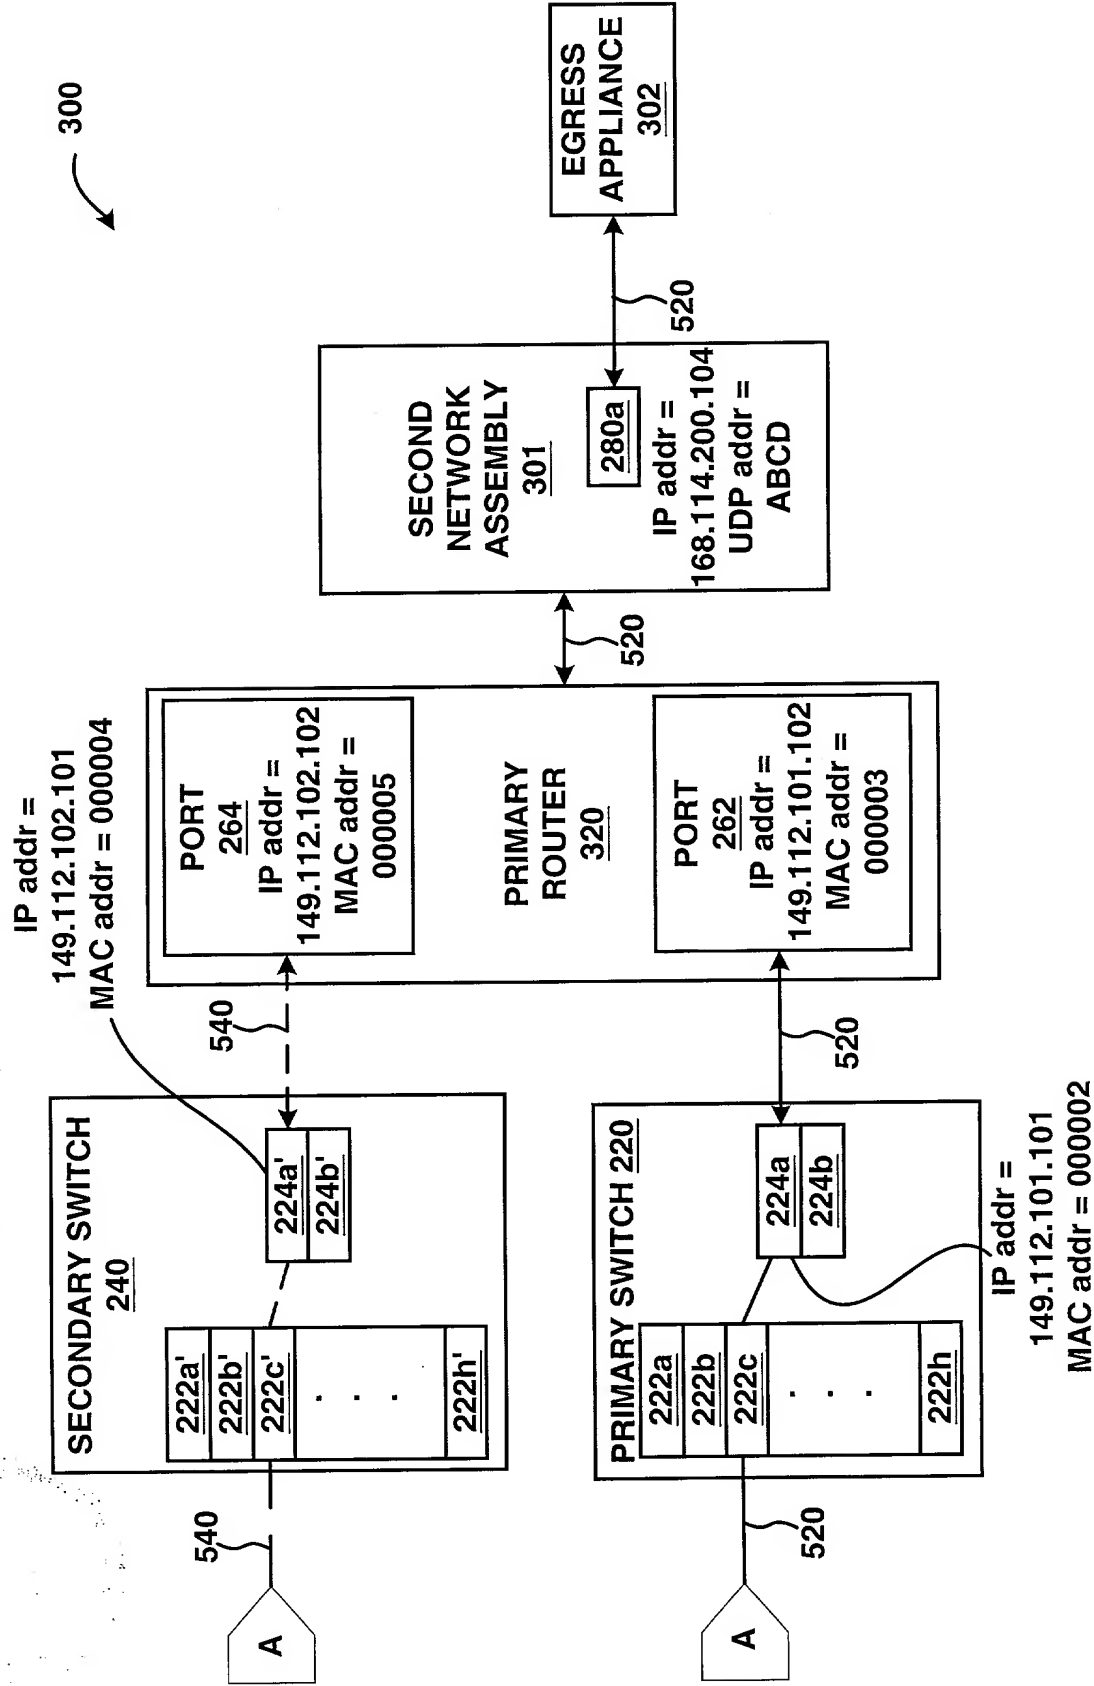 300
IP addr =
149.112.102.101
MAC addr = 000004
SECONDARY SWITCH
240
222a'
222b'
222c'
. . .
222h'
224a'
224b'
540
540
A
PORT
264
IP addr =
149.112.102.102
MAC addr =
000005
PRIMARY
ROUTER
320
PORT
262
IP addr =
149.112.101.102
MAC addr =
000003
SECOND
NETWORK
ASSEMBLY
301
280a
IP addr =
168.114.200.104
UDP addr =
ABCD
520
520
EGRESS
APPLIANCE
302
PRIMARY SWITCH 220
222a
222b
222c
. . .
222h
224a
224b
520
520
A
IP addr =
149.112.101.101
MAC addr = 000002